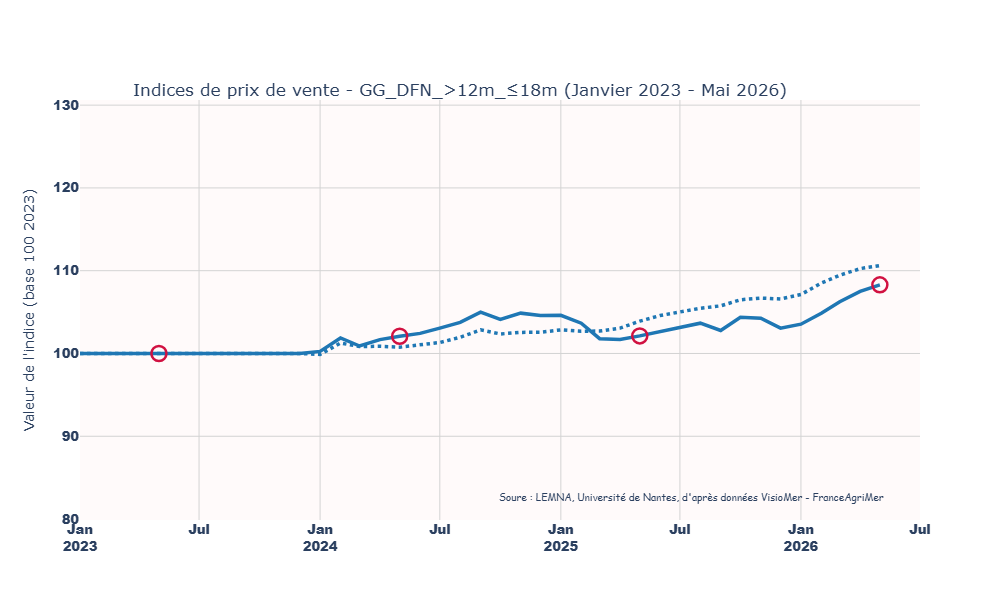 Indices de prix de vente - GG_DFN_>12m_≤18m (Janvier 2023 - Mai 2026)
Valeur de l'indice (base 100 2023)
130
120
110
100
90
80
Soure : LEMNA, Université de Nantes, d'après données VisioMer - FranceAgriMer
Jan Jul Jan Jul Jan Jul Jan Jul
2023 2024 2025 2026